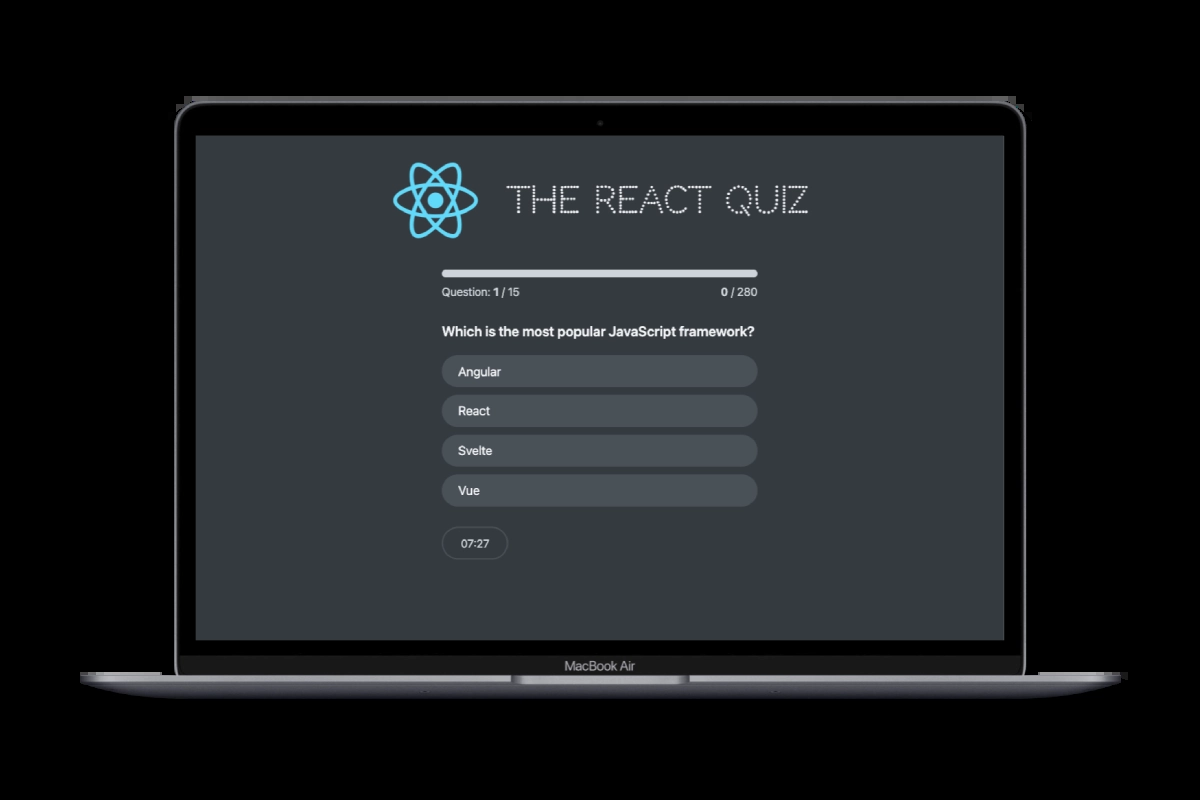 THE REACT QUIZ
Question: 1 / 15
0 / 280
Which is the most popular JavaScript framework?
Angular
React
Svelte
Vue
07:27
MacBook Air